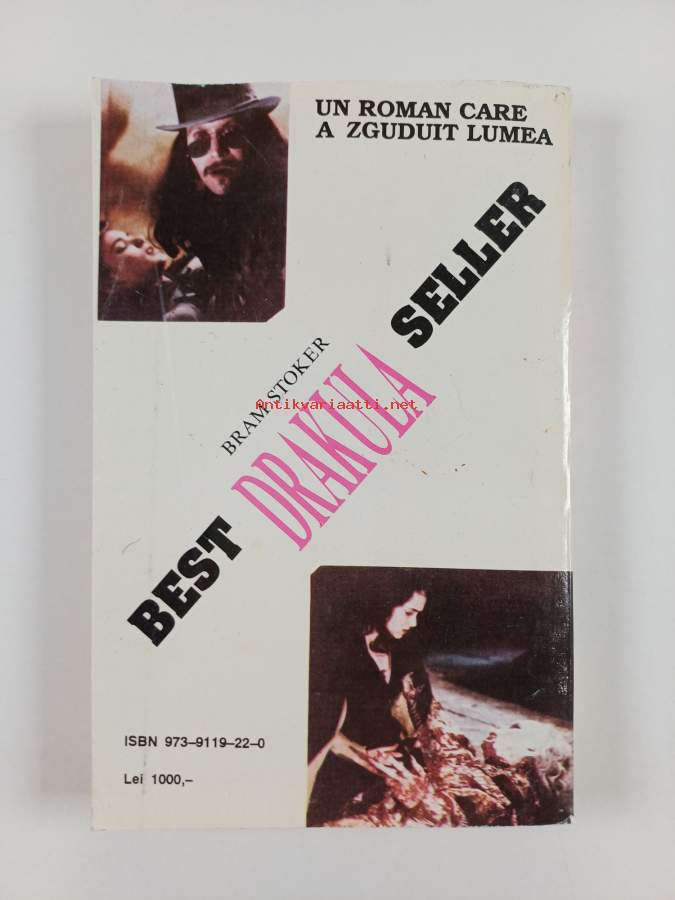 UN ROMAN CARE
A ZGUDUIT LUMEA
BRAM STOKER
Antikvariaatti.net
BEST DRAKULA SELLER
ISBN 973-9119-22-0
Lei 1000,-